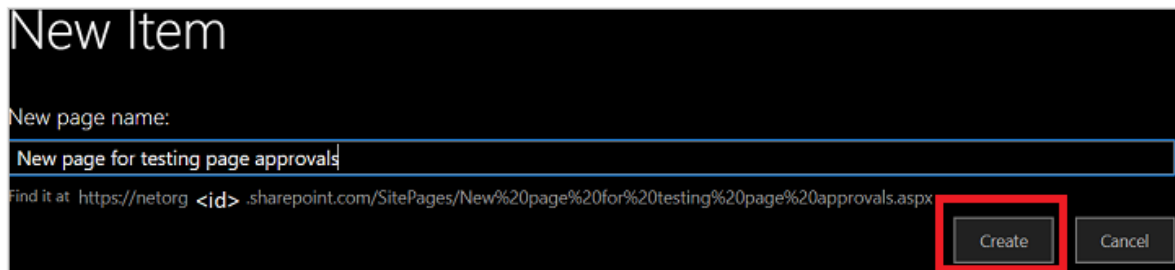 New Item
New page name:
New page for testing page approvals
Find it at https://netorg <id> .sharepoint.com/SitePages/New%20page%20for%20testing%20page%20approvals.aspx
Create Cancel